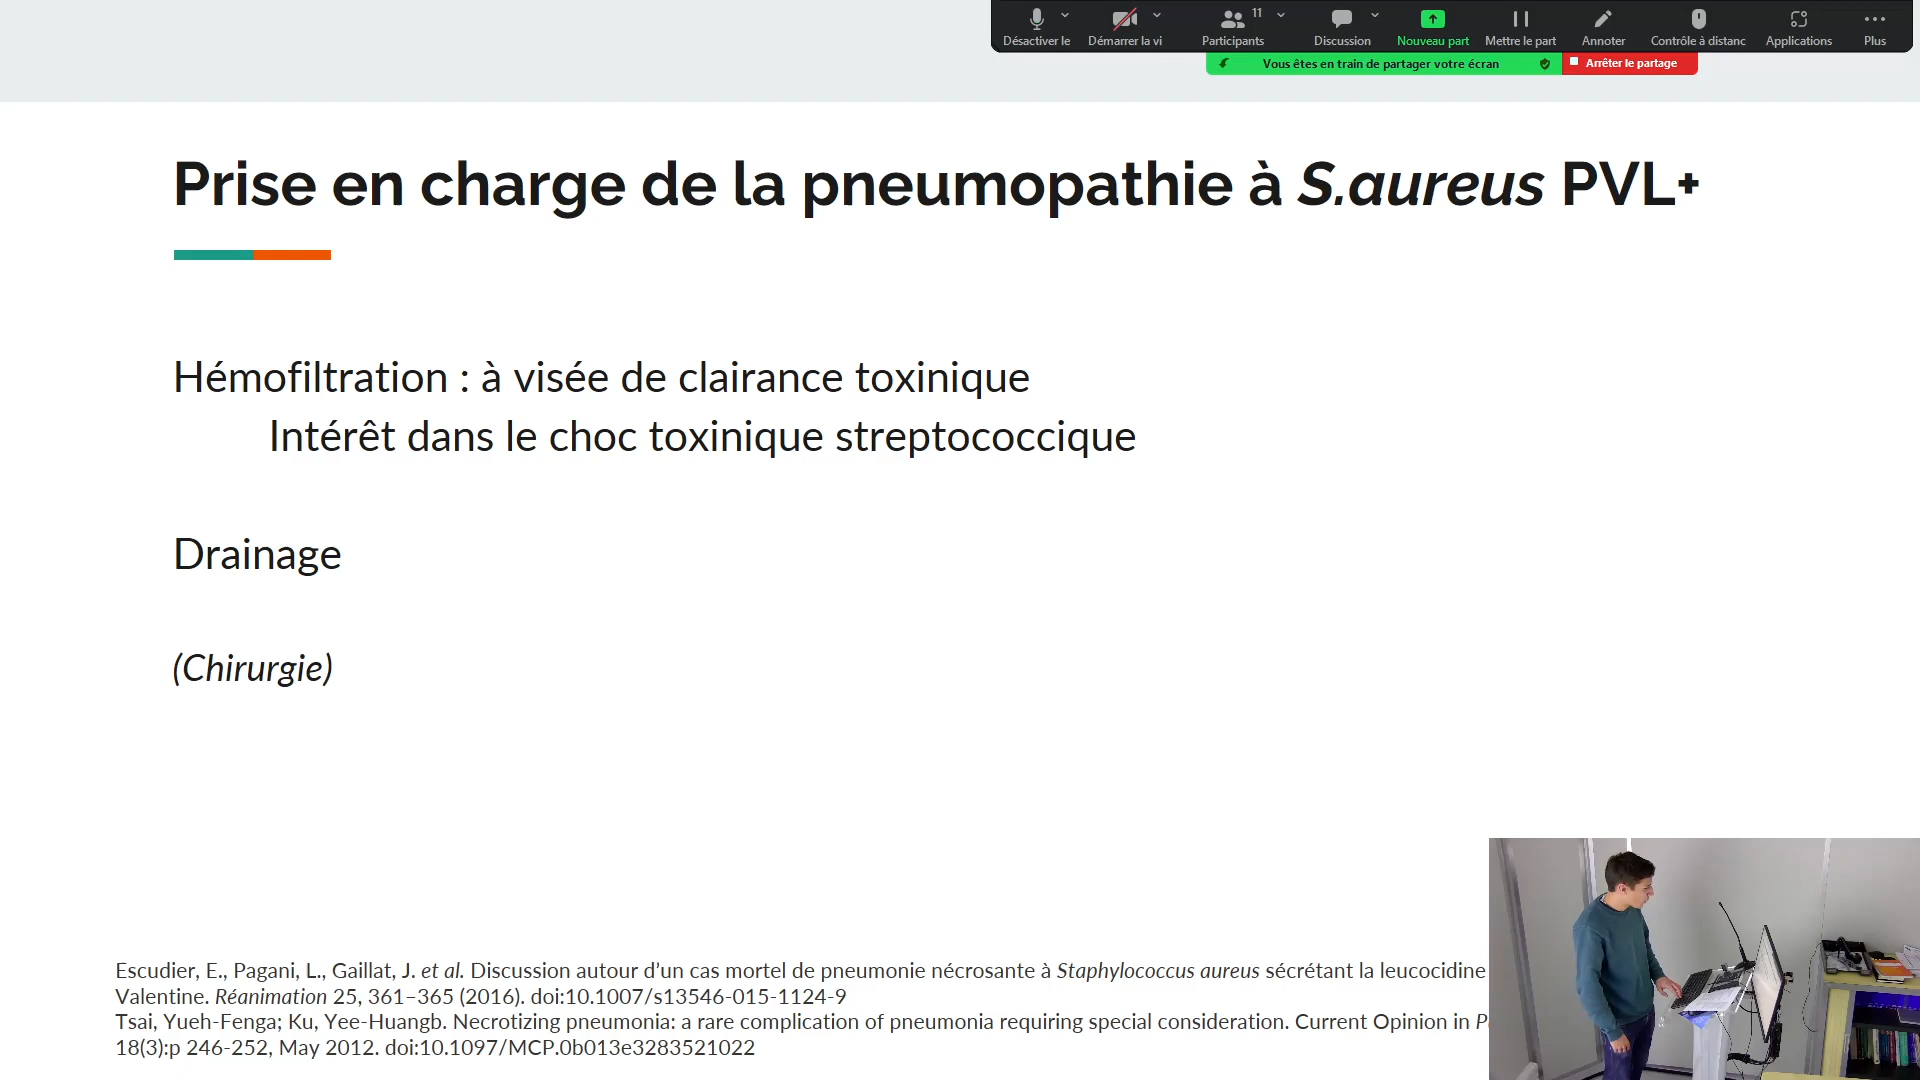 Désactiver le
Démarrer la vi
Participants
11
Discussion
Nouveau part
Mettre le part
Annoter
Contrôle à distanc
Applications
Plus
Vous êtes en train de partager votre écran
Arrêter le partage
Prise en charge de la pneumopathie à S.aureus PVL+
Hémofiltration : à visée de clairance toxinique
Intérêt dans le choc toxinique streptococcique
Drainage
(Chirurgie)
Escudier, E., Pagani, L., Gaillat, J. et al. Discussion autour d’un cas mortel de pneumonie nécrosante à Staphylococcus aureus sécrétant la leucocidine
Valentine. Réanimation 25, 361–365 (2016). doi:10.1007/s13546-015-1124-9
Tsai, Yueh-Fenga; Ku, Yee-Huangb. Necrotizing pneumonia: a rare complication of pneumonia requiring special consideration. Current Opinion in
18(3):p 246-252, May 2012. doi:10.1097/MCP.0b013e3283521022